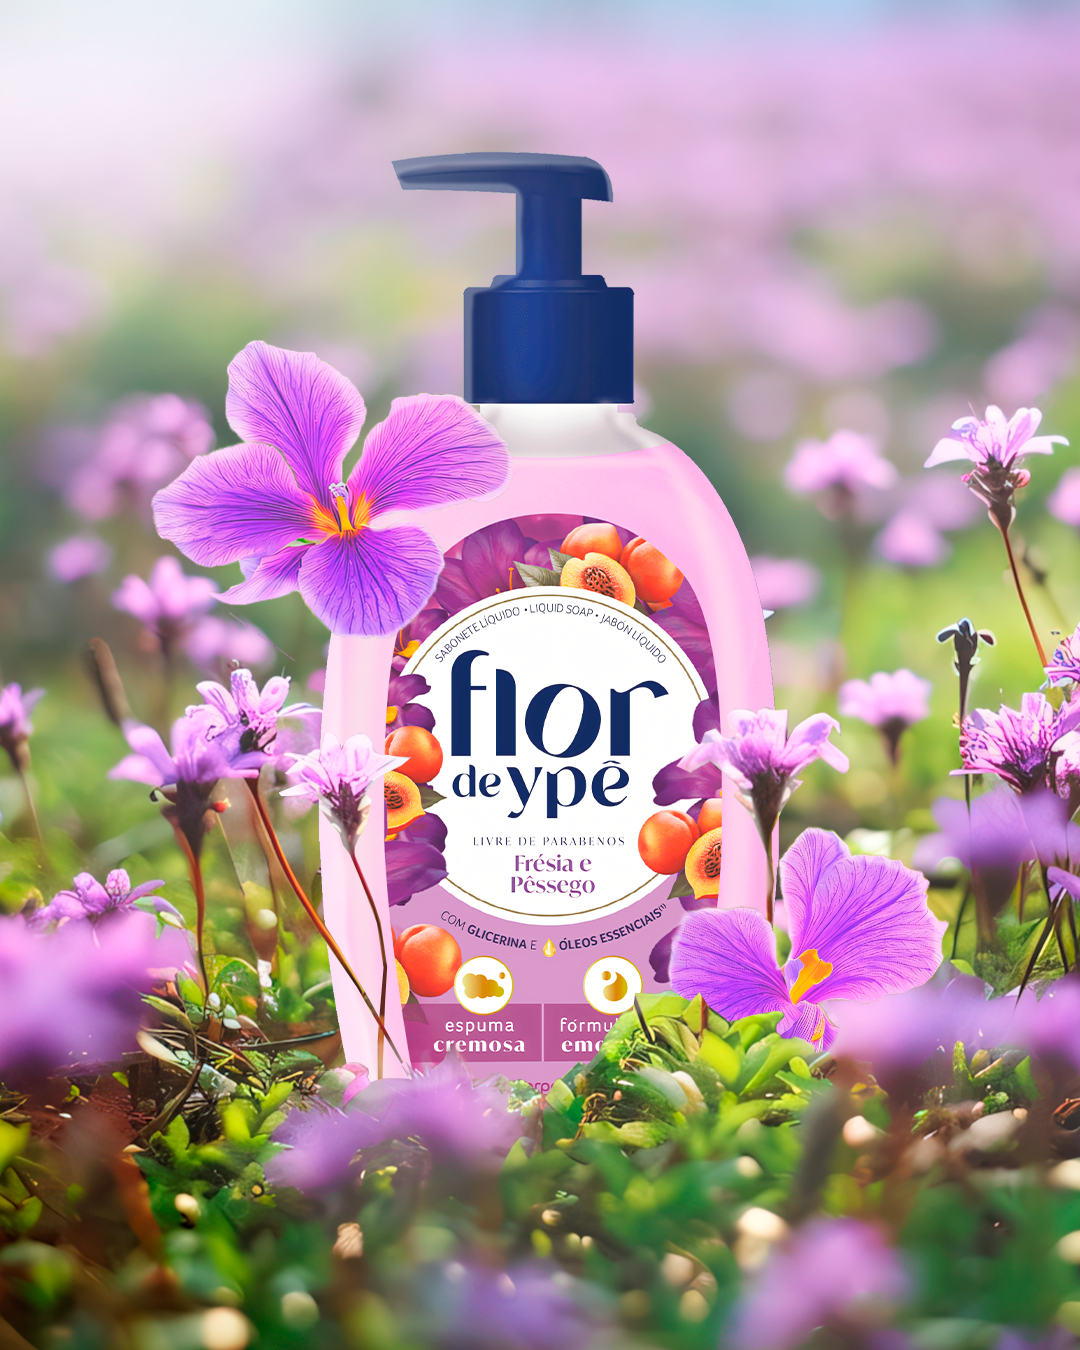 SABONETE LÍQUIDO • LIQUID SOAP • JABÓN LÍQUIDO
flor
de ypê
LIVRE DE PARABENOS
Frésia e
Pêssego
COM GLICERINA E ÓLEOS ESSENCIAIS⁽¹⁾
espuma
cremosa